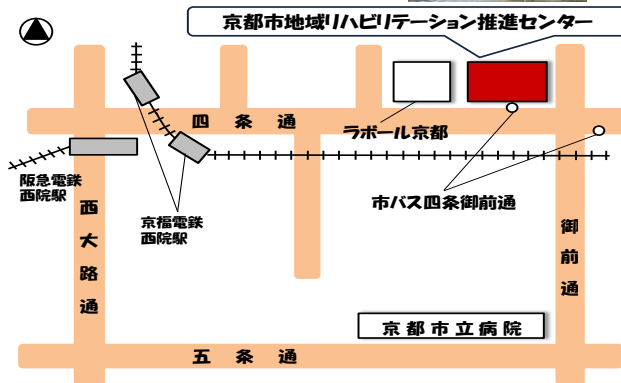 京都市地域リハビリテーション推進センター
四条通
ラボール京都
阪急電鉄
西院駅
京福電鉄
西院駅
市バス四条御前通
西大路通
御前通
京都市立病院
五条通